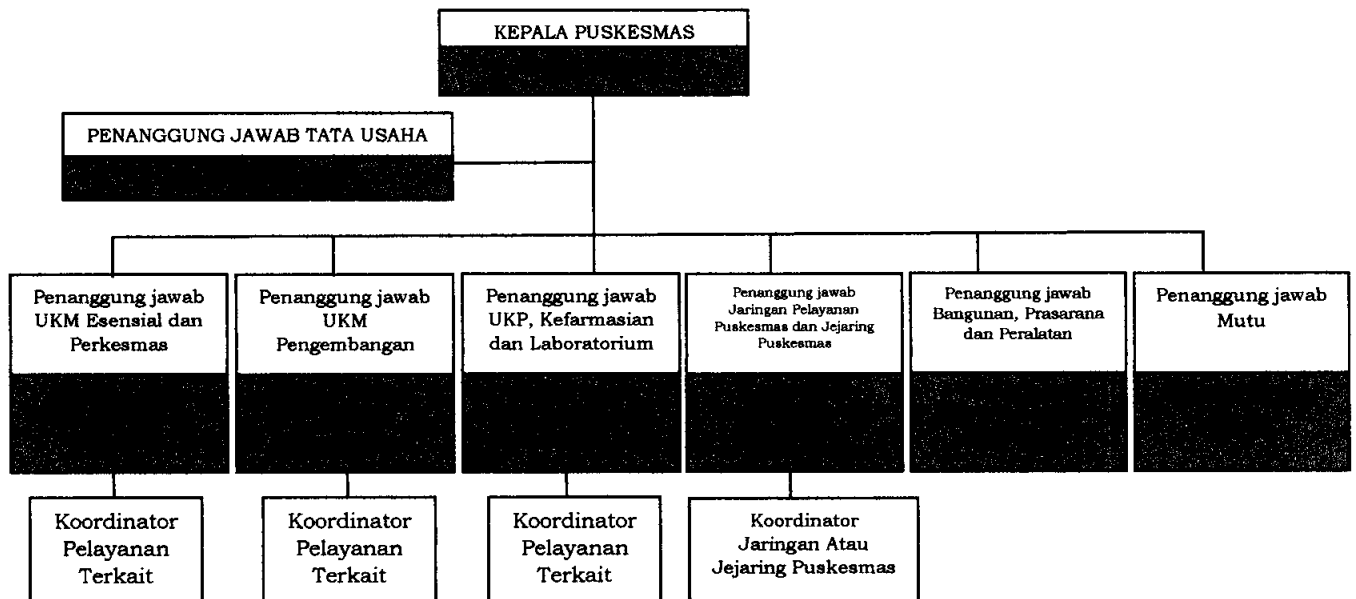 KEPALA PUSKESMAS
PENANGGUNG JAWAB TATA USAHA
Penanggung jawab
UKM Esensial dan
Perkesmas
Penanggung jawab
UKM
Pengembangan
Penanggung jawab
UKP, Kefarmasian
dan Laboratorium
Penanggung jawab
Jaringan Pelayanan
Puskesmas dan Jejaring
Puskesmas
Penanggung jawab
Bangunan, Prasarana
dan Peralatan
Penanggung jawab
Mutu
Koordinator
Pelayanan
Terkait
Koordinator
Pelayanan
Terkait
Koordinator
Pelayanan
Terkait
Koordinator
Jaringan Atau
Jejaring Puskesmas